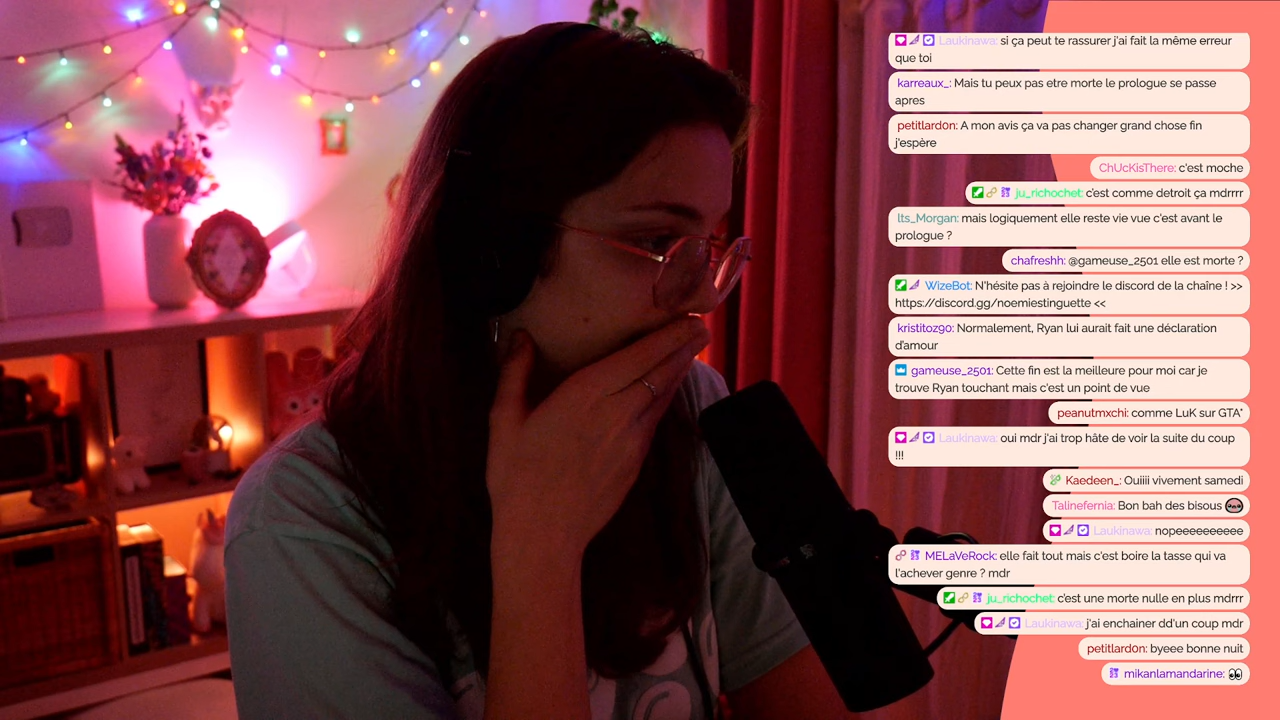 Laukinawa: si ça peut te rassurer j'ai fait la même erreur
que toi
karreaux_: Mais tu peux pas etre morte le prologue se passe
apres
petitlard0n: A mon avis ça va pas changer grand chose fin
j'espère
ChUcKisThere: c'est moche
ju_richochet: c'est comme detroit ça mdrrrr
Its_Morgan: mais logiquement elle reste vie vue c'est avant le
prologue ?
chafreshh: @gameuse_2501 elle est morte ?
WizeBot: N'hésite pas à rejoindre le discord de la chaîne ! >>
https://discord.gg/noemiestinguette <<
kristitoz90: Normalement, Ryan lui aurait fait une déclaration
d'amour
gameuse_2501: Cette fin est la meilleure pour moi car je
trouve Ryan touchant mais c'est un point de vue
peanutmxchi: comme LuK sur GTA*
Laukinawa: oui mdr j'ai trop hâte de voir la suite du coup
!!!
Kaedeen_: Ouiiii vivement samedi
Talinefernia: Bon bah des bisous
Laukinawa: nopeeeeeeeeee
MELaVeRock: elle fait tout mais c'est boire la tasse qui va
l'achever genre ? mdr
ju_richochet: c'est une morte nulle en plus mdrrr
Laukinawa: j'ai enchainer dd'un coup mdr
petitlard0n: byeee bonne nuit
mikanlamandarine: